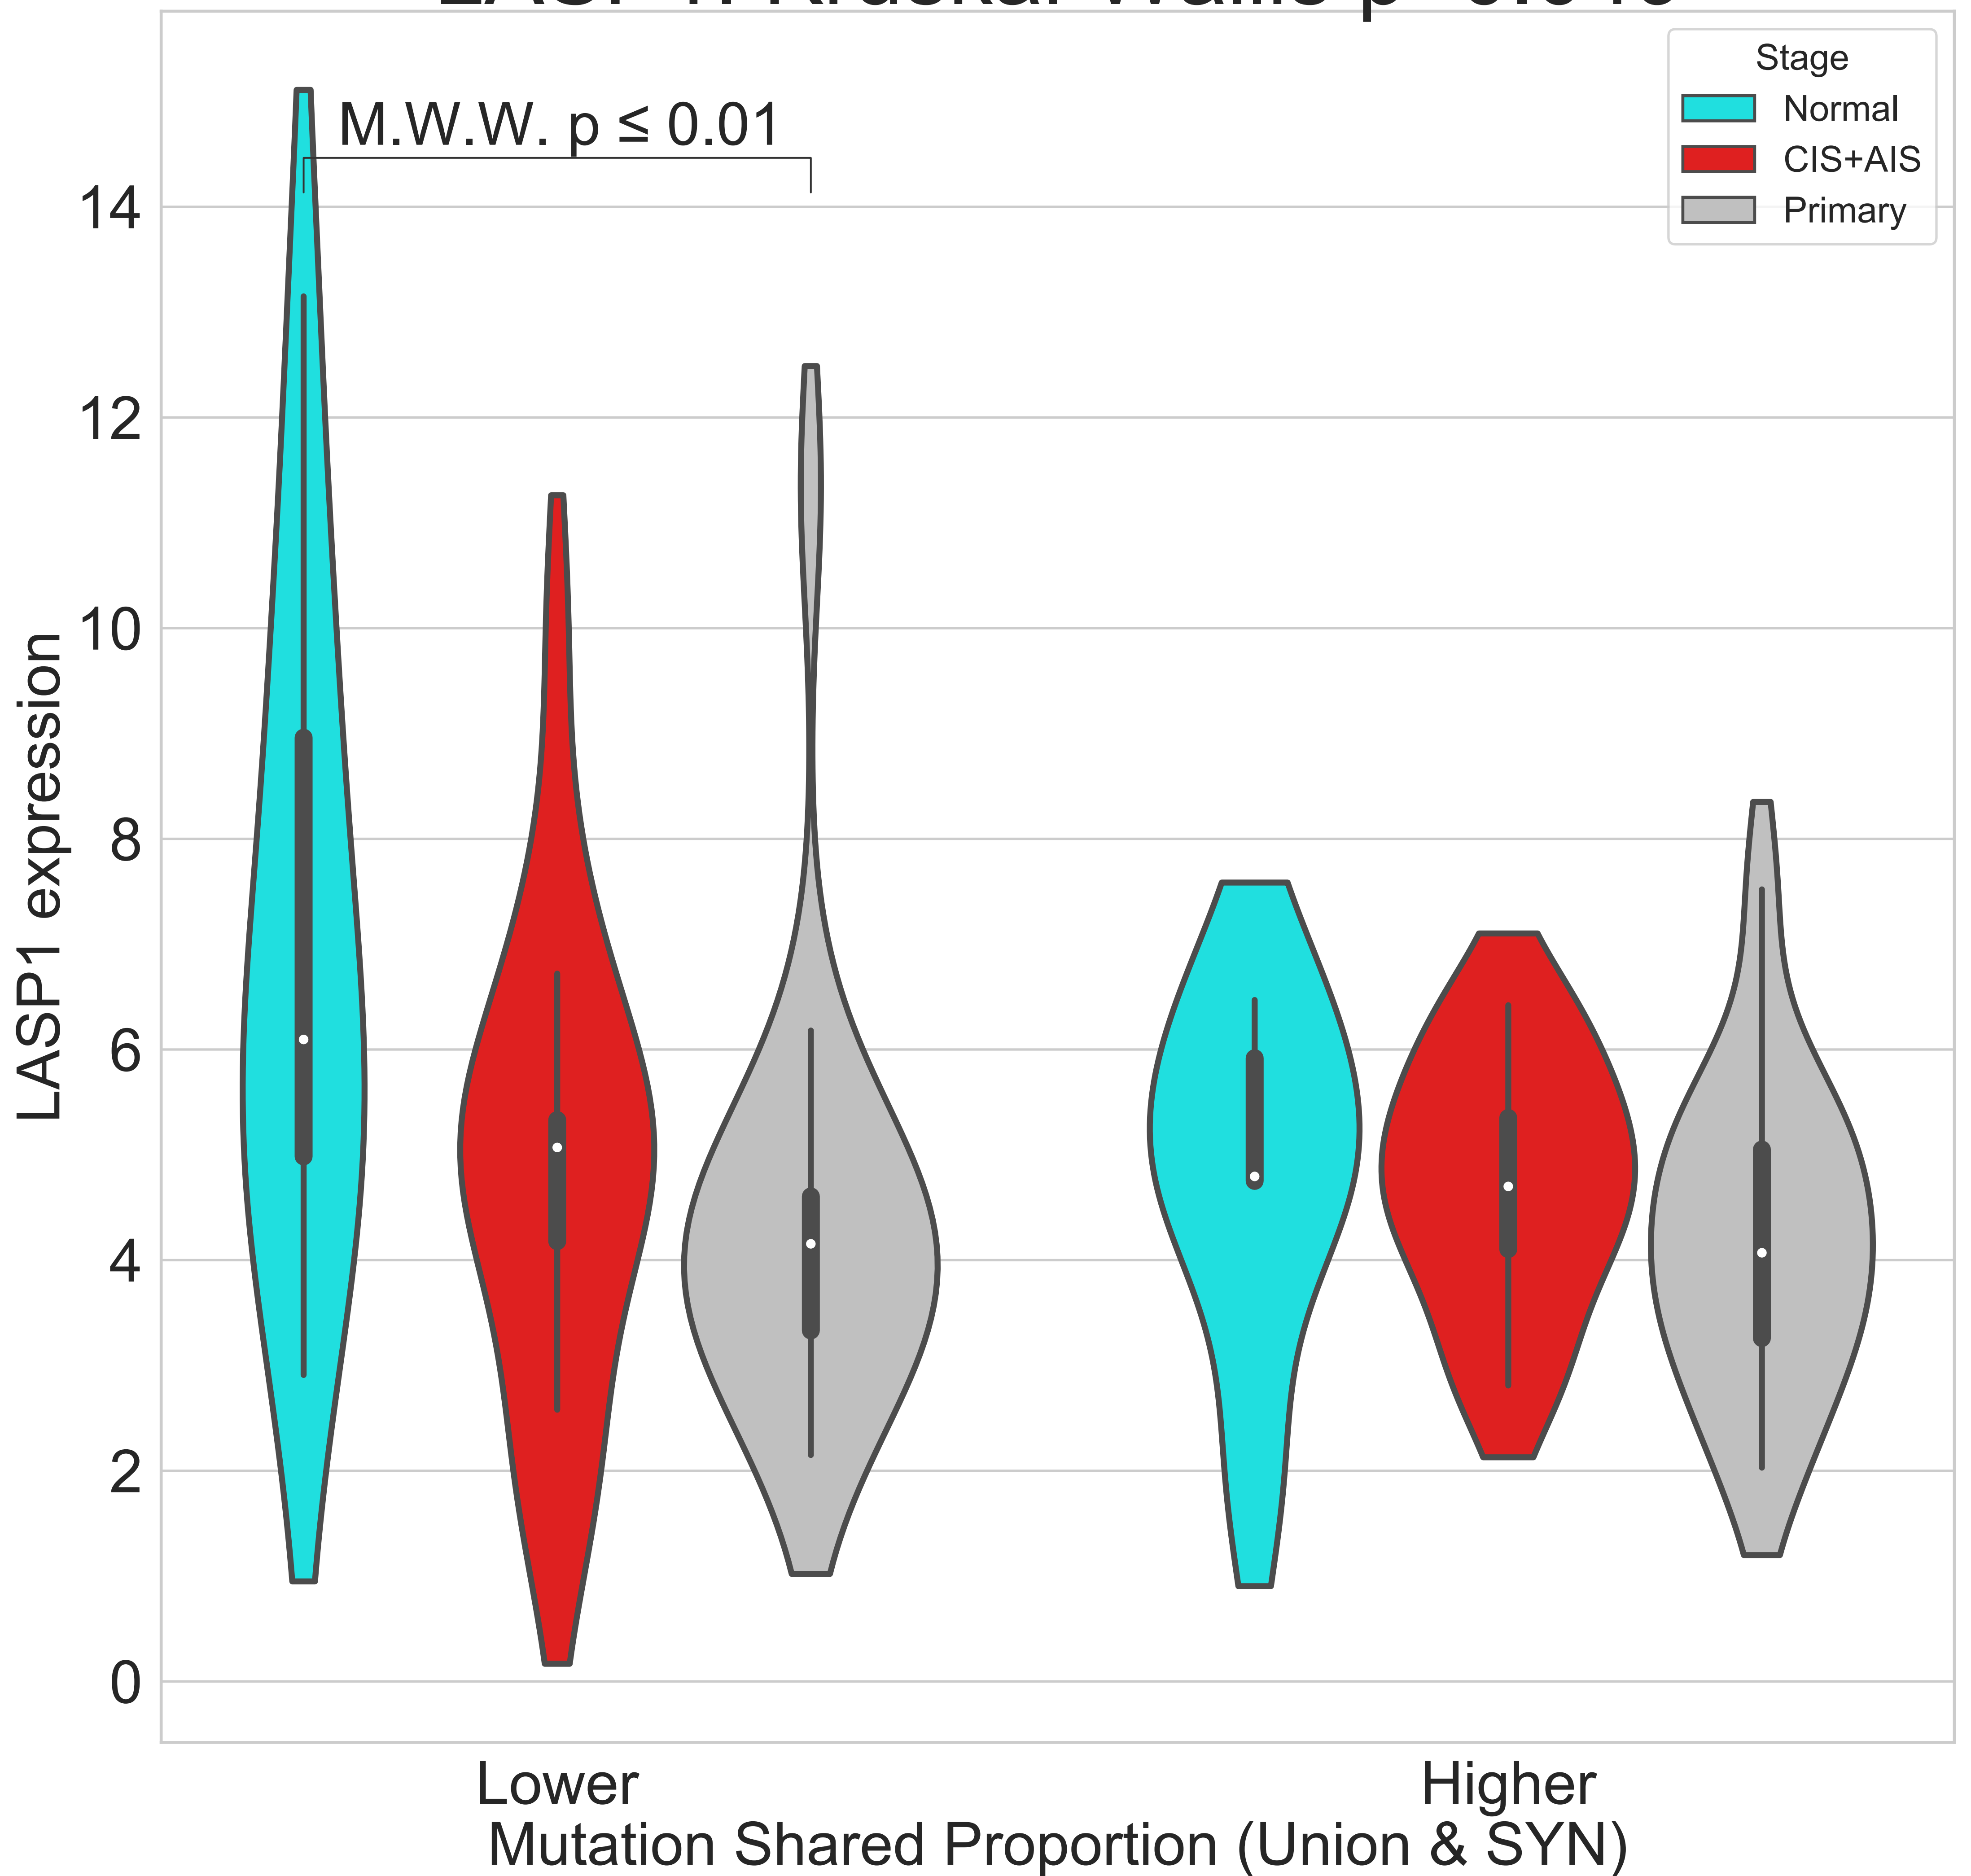 Stage
Normal
CIS+AIS
Primary
M.W.W. p ≤ 0.01
14
12
10
8
6
4
2
0
LASP1 expression
Lower
Higher
Mutation Shared Proportion (Union & SYN)